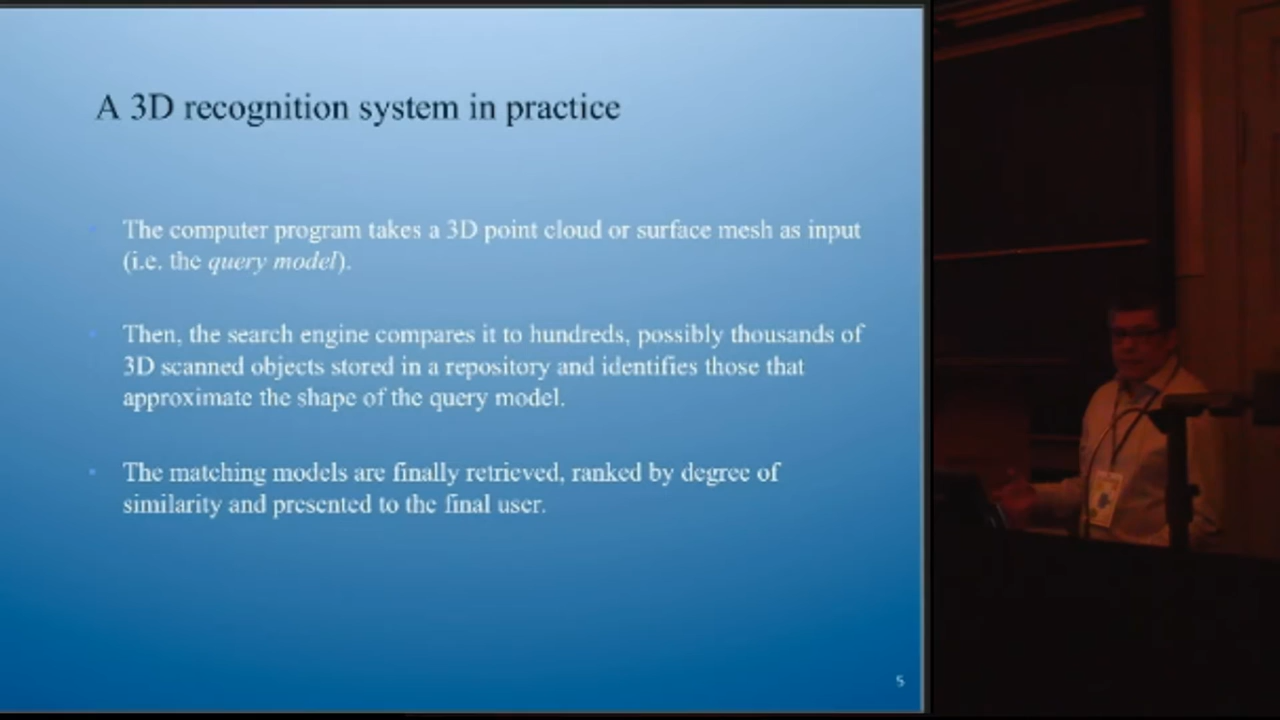 A 3D recognition system in practice
The computer program takes a 3D point cloud or surface mesh as input
(i.e. the query model).
Then, the search engine compares it to hundreds, possibly thousands of
3D scanned objects stored in a repository and identifies those that
approximate the shape of the query model.
The matching models are finally retrieved, ranked by degree of
similarity and presented to the final user.
5